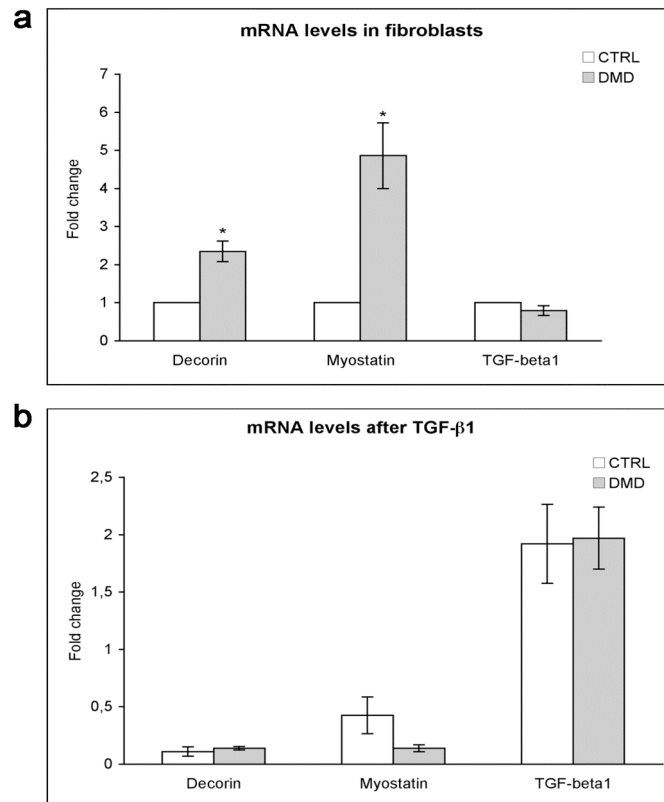 a
mRNA levels in fibroblasts
CTRL
DMD
7
6
5
4
3
2
1
0
Fold change
*
*
Decorin Myostatin TGF-beta1
b
mRNA levels after TGF-β1
CTRL
DMD
2,5
2
1,5
1
0,5
0
Fold change
Decorin Myostatin TGF-beta1